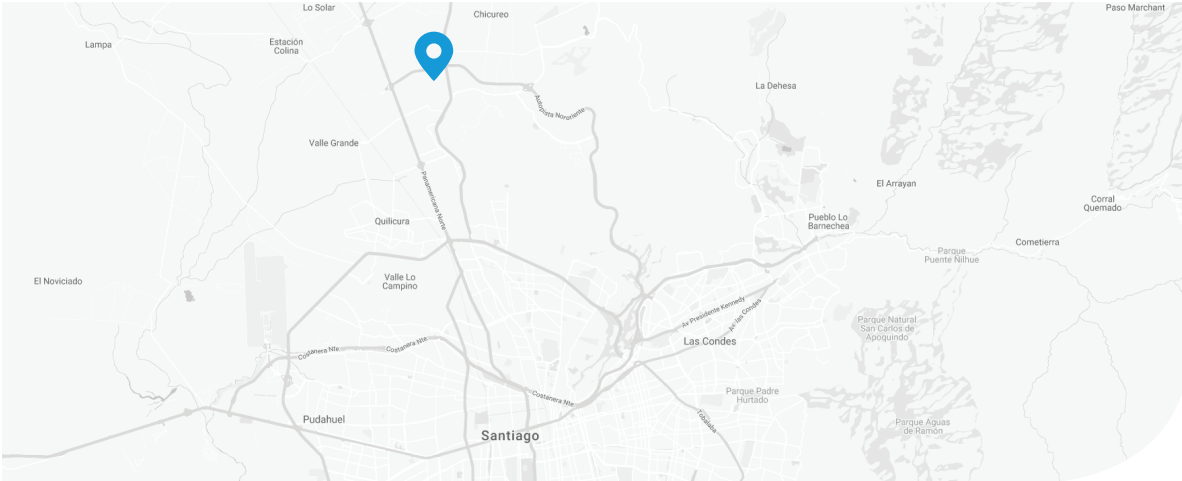 Lo Solar
Chicureo
Paso Marchant
Lampa
Estación
Colina
La Dehesa
Autopista Nororiente
Valle Grande
Panamericana Norte
El Arrayan
Corral
Quemado
Quilicura
Pueblo Lo
Barnechea
Cometierra
Parque
Puente Ñilhue
El Noviciado
Valle Lo
Campino
Av Presidente Kennedy
Av. las Condes
Parque Natural
San Carlos de
Apoquindo
Las Condes
Costanera Nte
Costanera Nte
Costanera Nte
Parque Padre
Hurtado
Tobalaba
Pudahuel
Parque Aguas
de Ramón
Santiago